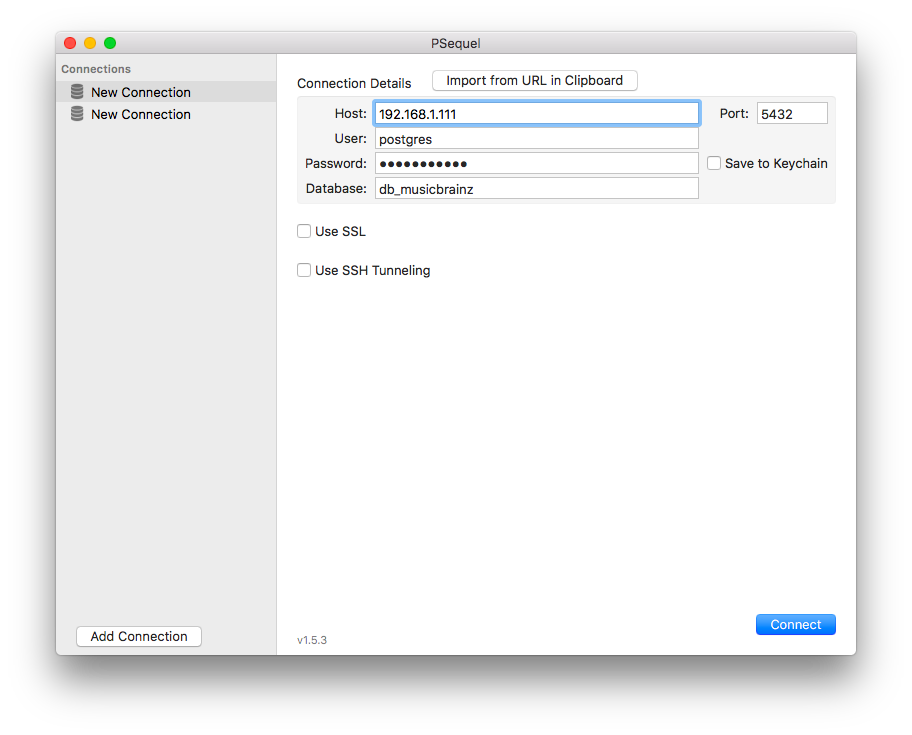 PSequel
Connections
New Connection
New Connection
Add Connection
Connection Details Import from URL in Clipboard
Host: 192.168.1.111 Port: 5432
User: postgres
Password: ●●●●●●●●●●● Save to Keychain
Database: db_musicbrainz
Use SSL
Use SSH Tunneling
v1.5.3
Connect